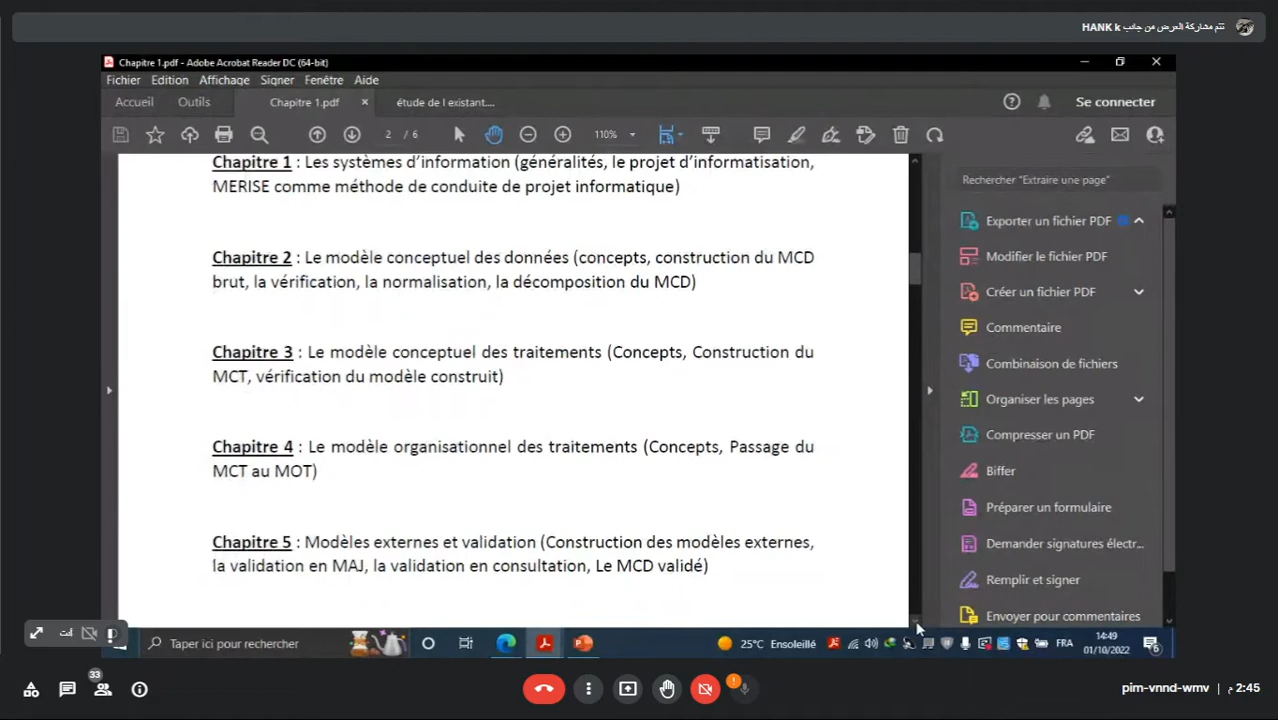 تتم مشاركة العرض من جانب HANK k
Chapitre 1.pdf - Adobe Acrobat Reader DC (64-bit)
Fichier Edition Affichage Signer Fenêtre Aide
Accueil Outils Chapitre 1.pdf × étude de l existant.... Se connecter
2 / 6 110%
Chapitre 1 : Les systèmes d'information (généralités, le projet d'informatisation,
MERISE comme méthode de conduite de projet informatique)
Chapitre 2 : Le modèle conceptuel des données (concepts, construction du MCD
brut, la vérification, la normalisation, la décomposition du MCD)
Chapitre 3 : Le modèle conceptuel des traitements (Concepts, Construction du
MCT, vérification du modèle construit)
Chapitre 4 : Le modèle organisationnel des traitements (Concepts, Passage du
MCT au MOT)
Chapitre 5 : Modèles externes et validation (Construction des modèles externes,
la validation en MAJ, la validation en consultation, Le MCD validé)
Rechercher "Extraire une page"
Exporter un fichier PDF
Modifier le fichier PDF
Créer un fichier PDF
Commentaire
Combinaison de fichiers
Organiser les pages
Compresser un PDF
Biffer
Préparer un formulaire
Demander signatures électr...
Remplir et signer
Envoyer pour commentaires
أنت
Taper ici pour rechercher
25°C Ensoleillé
FRA
14:49
01/10/2022
6
33
pim-vnnd-wmv | 2:45 م